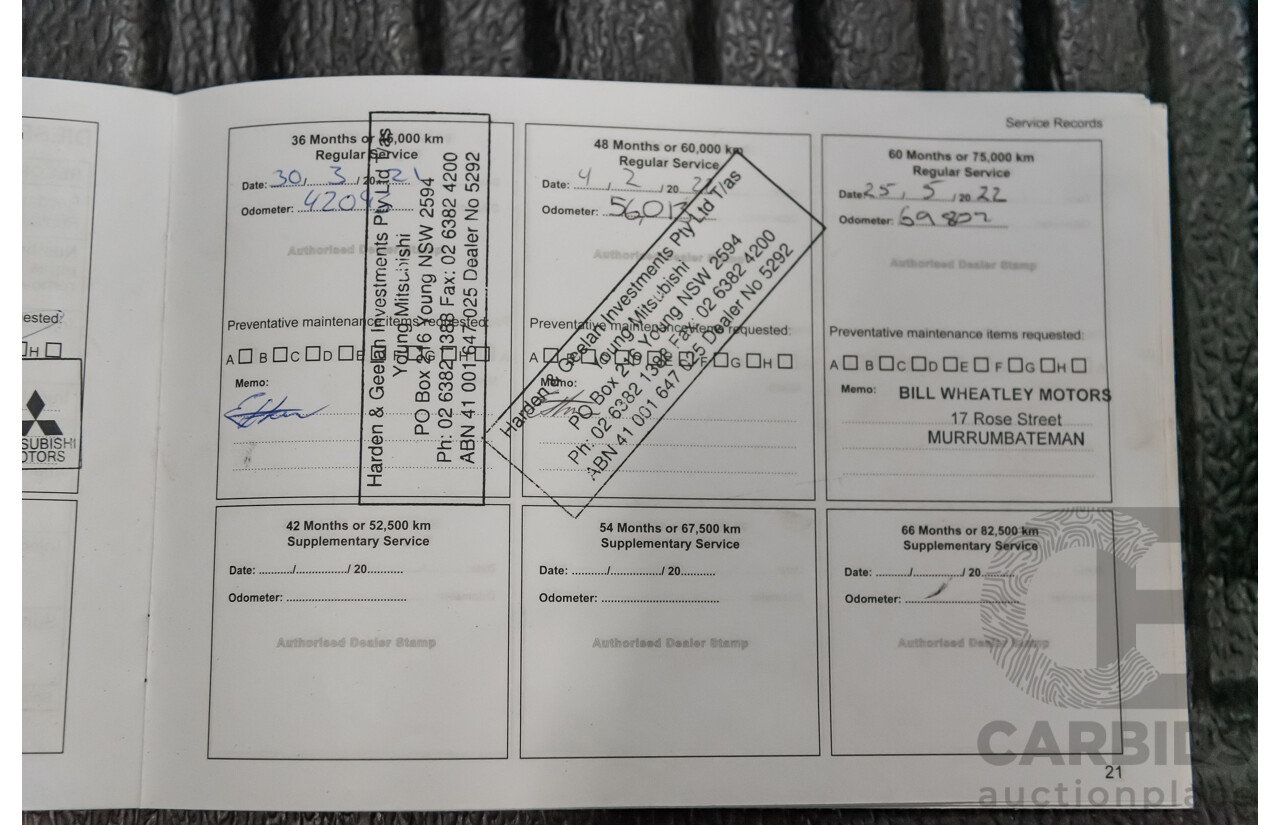 Service Records
ested:
H
MITSUBISHI
MOTORS
36 Months or 45,000 km
Regular Service
Date: 30/ 3 / 20 21
Odometer: 42093
Authorised Dealer Stamp
Preventative maintenance items requested:
A B C D E F G H
Memo:
Harden & Geelan Investments Pty Ltd T/as
Young Mitsubishi
PO Box 216 Young NSW 2594
Ph: 02 6382 1388 Fax: 02 6382 4200
ABN 41 001 647 025 Dealer No 5292
48 Months or 60,000 km
Regular Service
Date: 4 / 2 / 20 22
Odometer: 56017
Authorised Dealer Stamp
Preventative maintenance items requested:
A B C D E F G H
Memo:
Harden & Geelan Investments Pty Ltd T/as
Young Mitsubishi
PO Box 216 Young NSW 2594
Ph: 02 6382 1388 Fax: 02 6382 4200
ABN 41 001 647 025 Dealer No 5292
60 Months or 75,000 km
Regular Service
Date: 25 / 5 / 20 22
Odometer: 69807
Authorised Dealer Stamp
Preventative maintenance items requested:
A B C D E F G H
Memo: BILL WHEATLEY MOTORS
17 Rose Street
MURRUMBATEMAN
42 Months or 52,500 km
Supplementary Service
Date: ........../.............../ 20..........
Odometer: ..................................
Authorised Dealer Stamp
54 Months or 67,500 km
Supplementary Service
Date: ........../.............../ 20..........
Odometer: ..................................
Authorised Dealer Stamp
66 Months or 82,500 km
Supplementary Service
Date: ........../.............../ 20..........
Odometer: ..................................
Authorised Dealer Stamp
21
CARBIDS
auctionplace